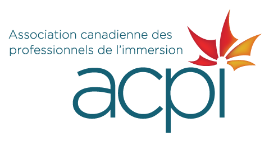 Association canadienne des
professionnels de l'immersion
acpi